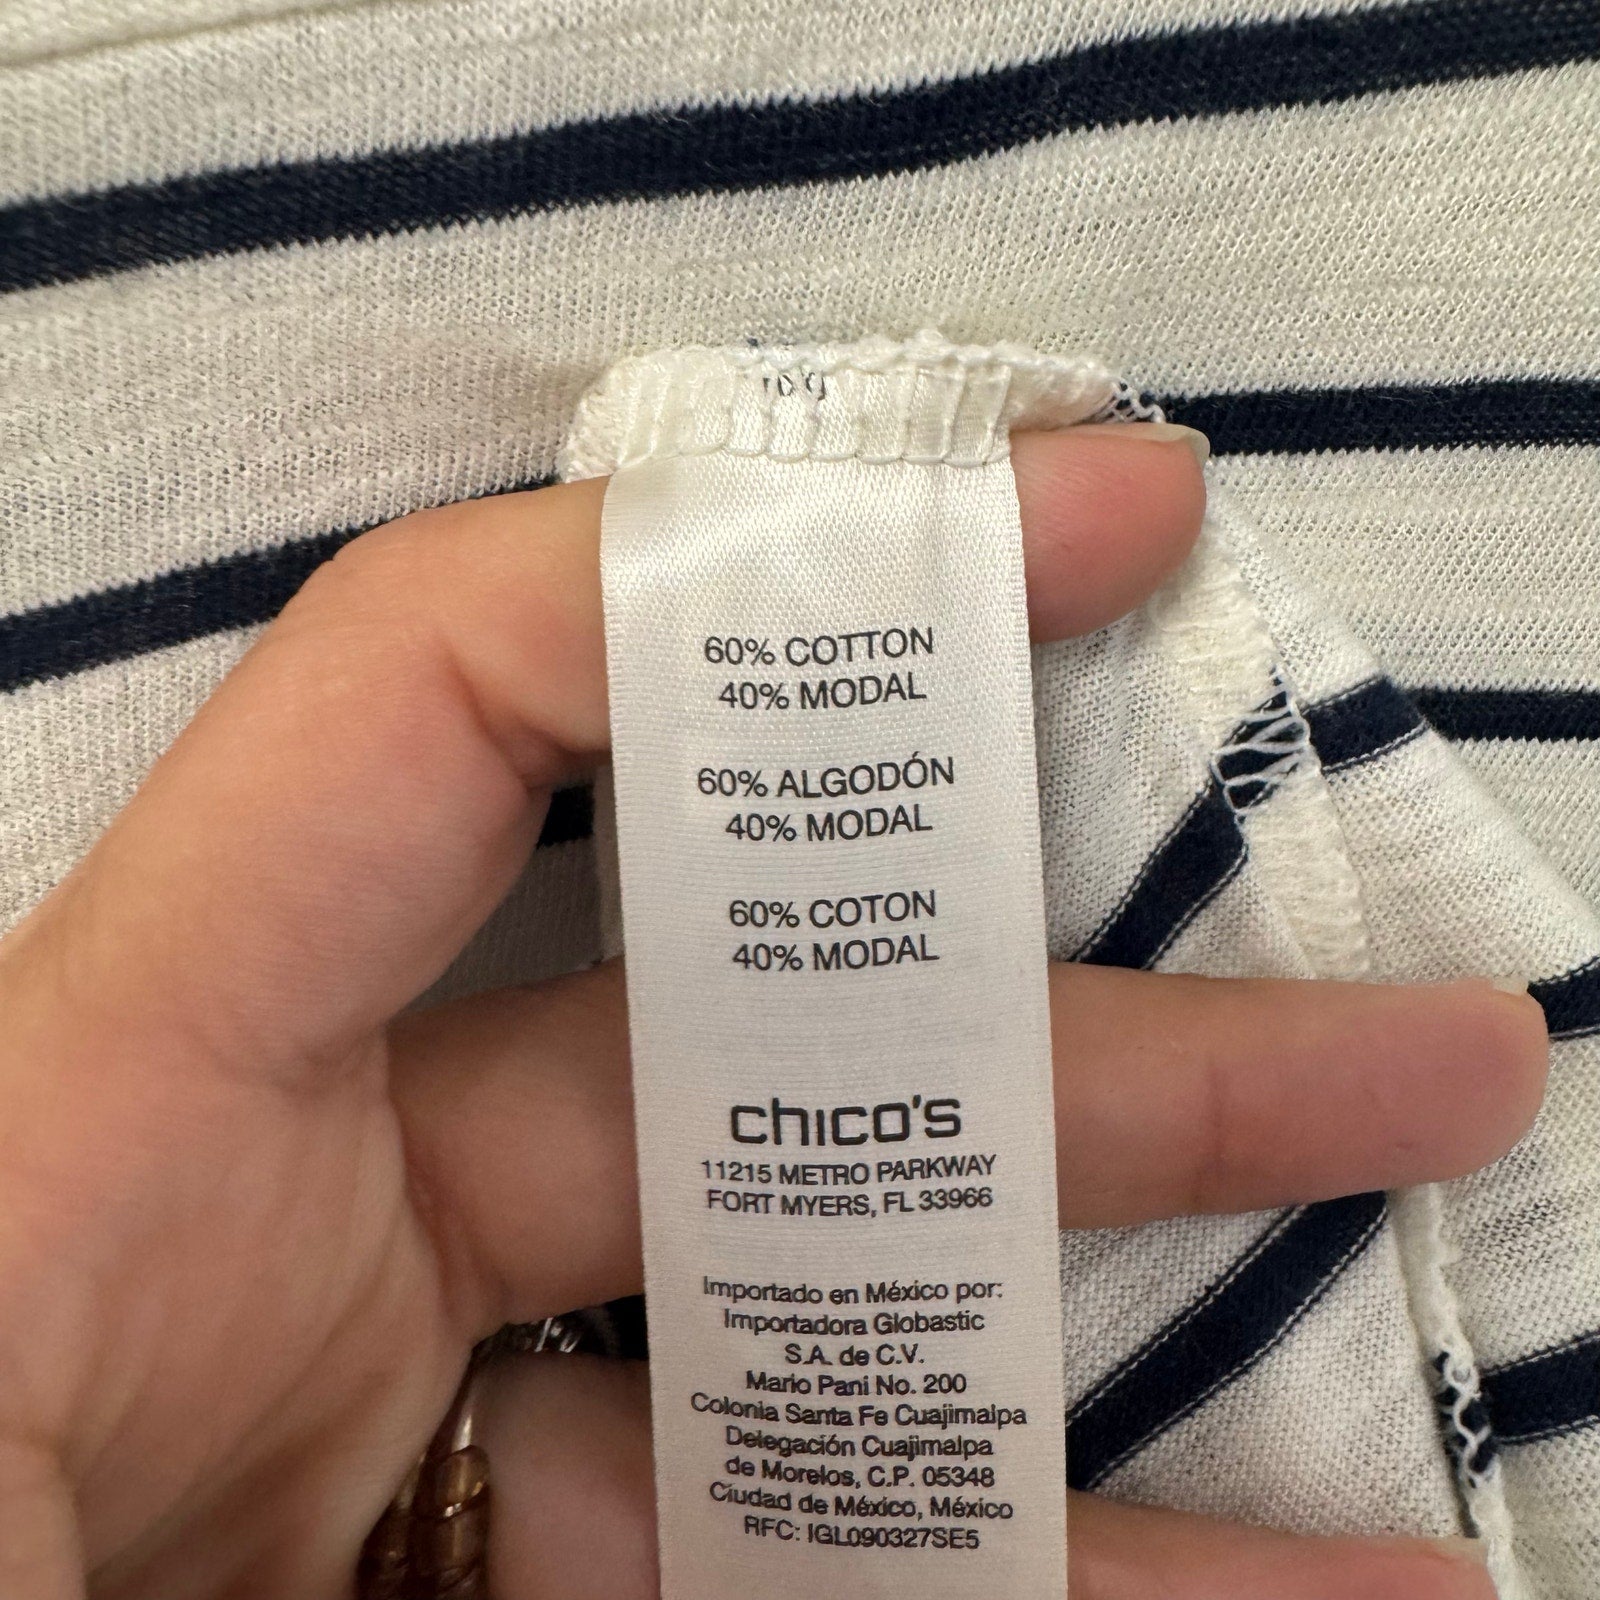 60% COTTON
40% MODAL
60% ALGODÓN
40% MODAL
60% COTON
40% MODAL
chico's
11215 METRO PARKWAY
FORT MYERS, FL 33966
Importado en México por:
Importadora Globastic
S.A. de C.V.
Mario Pani No. 200
Colonia Santa Fe Cuajimalpa
Delegación Cuajimalpa
de Morelos, C.P. 05348
Ciudad de México, México
RFC: IGL090327SE5